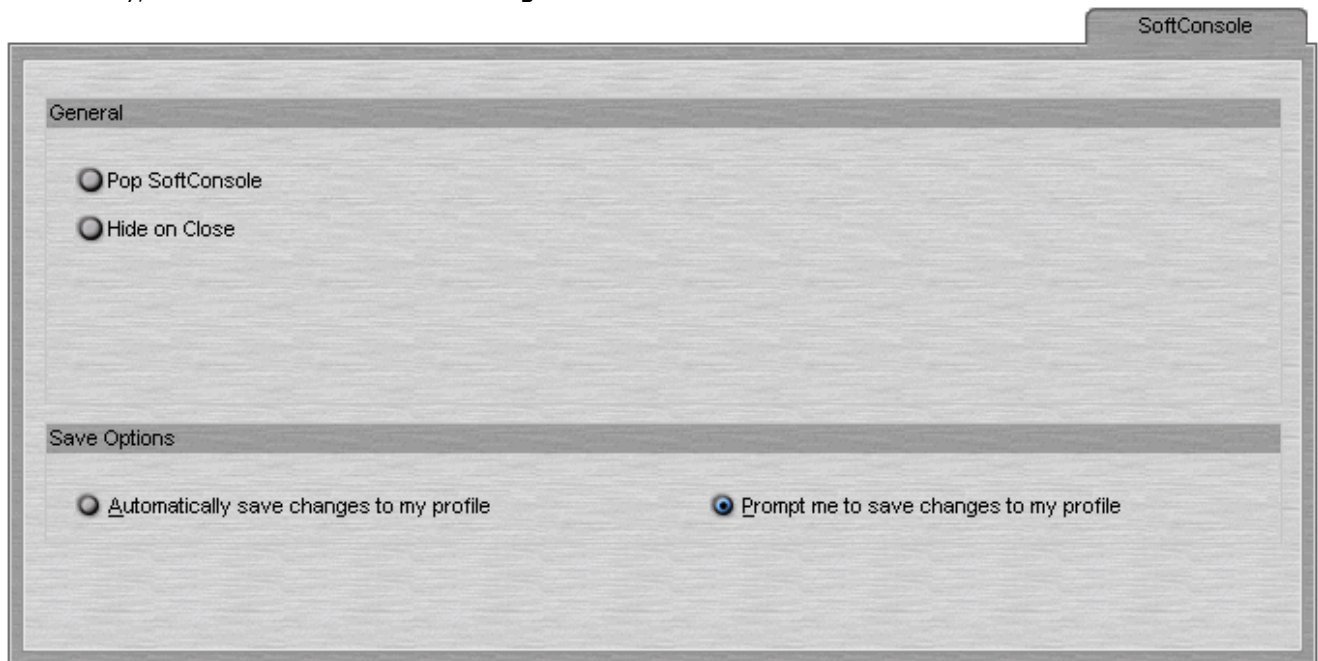 SoftConsole
General
Pop SoftConsole
Hide on Close
Save Options
Automatically save changes to my profile
Prompt me to save changes to my profile